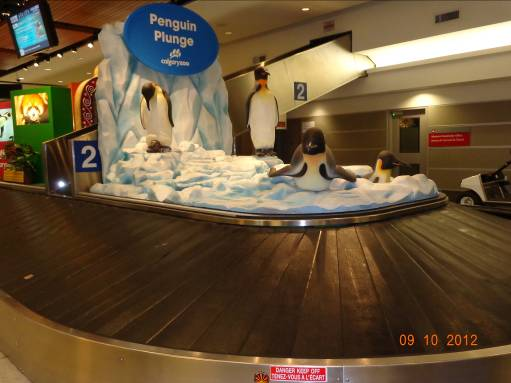 Penguin
Plunge
calgaryzoo
2
2
09 10 2012
DANGER KEEP OFF
TENEZ-VOUS À L'ÉCART